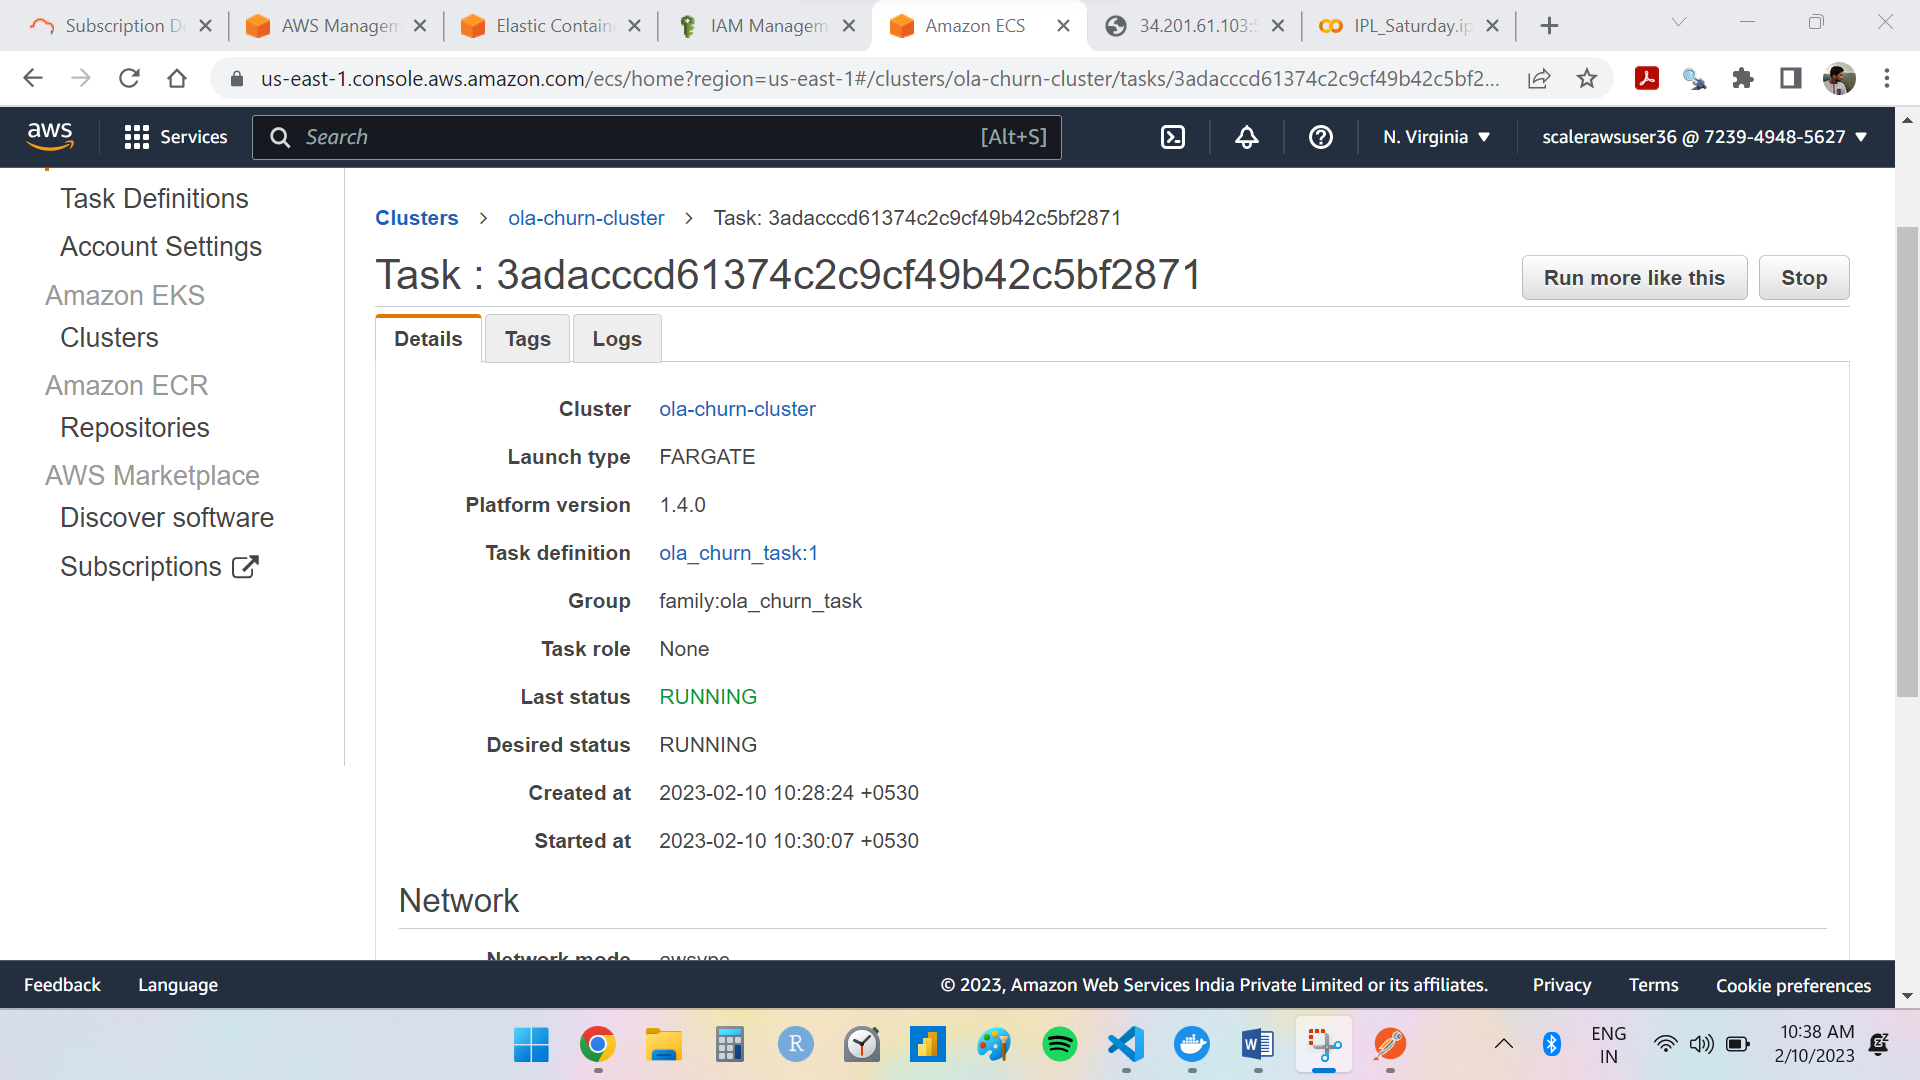 Subscription D
AWS Managem
Elastic Contain
IAM Managem
Amazon ECS
34.201.61.103:
IPL_Saturday.ip
us-east-1.console.aws.amazon.com/ecs/home?region=us-east-1#/clusters/ola-churn-cluster/tasks/3adacccd61374c2c9cf49b42c5bf2...
aws
Services
Search
[Alt+S]
N. Virginia
scalerawsuser36 @ 7239-4948-5627
Task Definitions
Account Settings
Amazon EKS
Clusters
Amazon ECR
Repositories
AWS Marketplace
Discover software
Subscriptions
Clusters > ola-churn-cluster > Task: 3adacccd61374c2c9cf49b42c5bf2871
Task : 3adacccd61374c2c9cf49b42c5bf2871
Run more like this
Stop
Details
Tags
Logs
Cluster ola-churn-cluster
Launch type FARGATE
Platform version 1.4.0
Task definition ola_churn_task:1
Group family:ola_churn_task
Task role None
Last status RUNNING
Desired status RUNNING
Created at 2023-02-10 10:28:24 +0530
Started at 2023-02-10 10:30:07 +0530
Network
Network mode awsvpc
Feedback
Language
© 2023, Amazon Web Services India Private Limited or its affiliates.
Privacy
Terms
Cookie preferences
R
ENG
IN
10:38 AM
2/10/2023